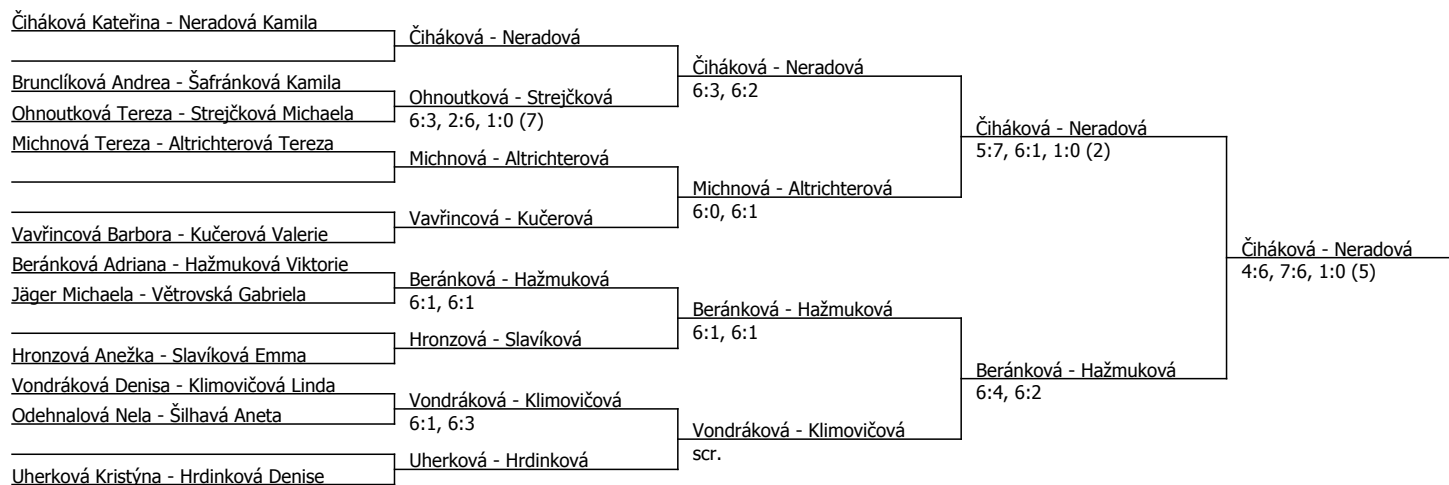 Čiháková Kateřina - Neradová Kamila
Brunclíková Andrea - Šafránková Kamila
Ohnoutková Tereza - Strejčková Michaela
Michnová Tereza - Altrichterová Tereza
Vavřincová Barbora - Kučerová Valerie
Beránková Adriana - Hažmuková Viktorie
Jäger Michaela - Větrovská Gabriela
Hronzová Anežka - Slavíková Emma
Vondráková Denisa - Klimovičová Linda
Odehnalová Nela - Šilhavá Aneta
Uherková Kristýna - Hrdinková Denise
Čiháková - Neradová
Ohnoutková - Strejčková
6:3, 2:6, 1:0 (7)
Michnová - Altrichterová
Vavřincová - Kučerová
Beránková - Hažmuková
6:1, 6:1
Hronzová - Slavíková
Vondráková - Klimovičová
6:1, 6:3
Uherková - Hrdinková
Čiháková - Neradová
6:3, 6:2
Michnová - Altrichterová
6:0, 6:1
Beránková - Hažmuková
6:1, 6:1
Vondráková - Klimovičová
scr.
Čiháková - Neradová
5:7, 6:1, 1:0 (2)
Beránková - Hažmuková
6:4, 6:2
Čiháková - Neradová
4:6, 7:6, 1:0 (5)